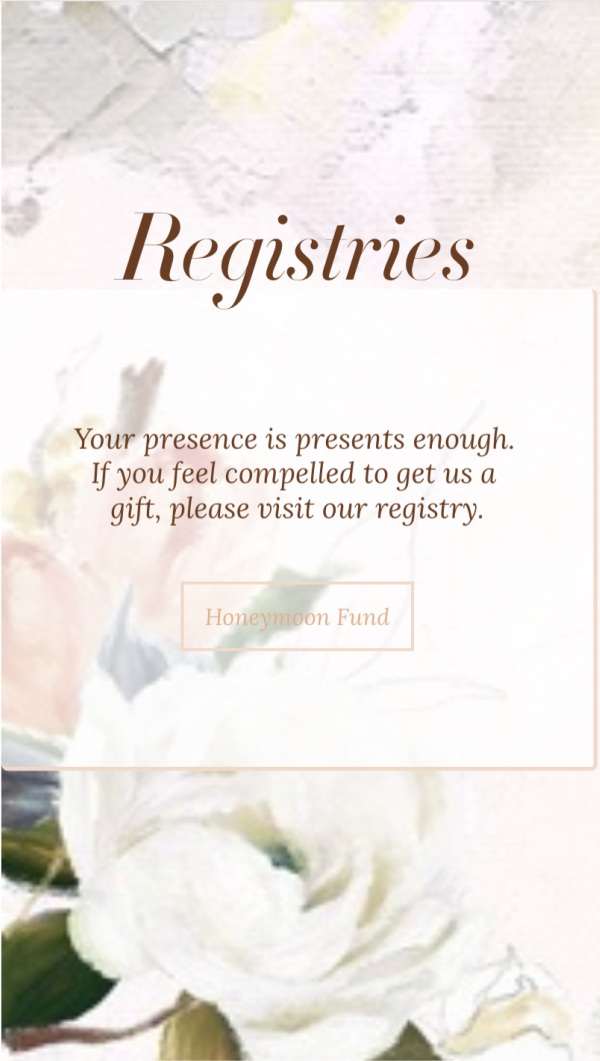 Registries
Your presence is presents enough.
If you feel compelled to get us a
gift, please visit our registry.
Honeymoon Fund